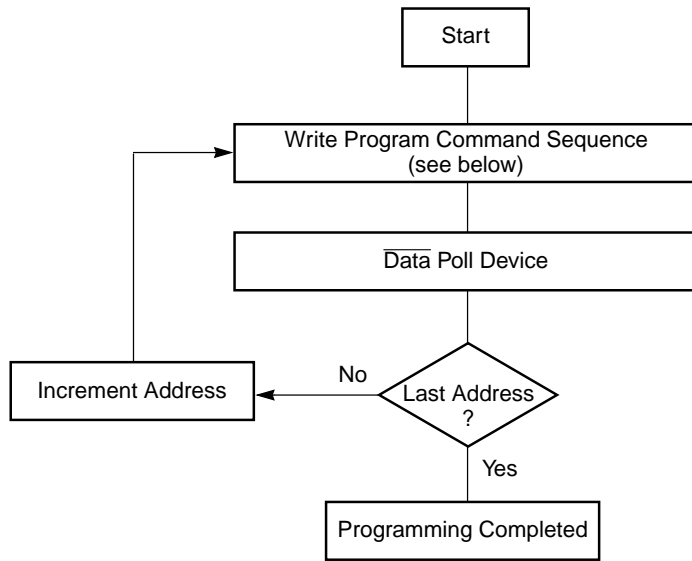 Start
Write Program Command Sequence
(see below)
Data Poll Device
Last Address
?
No
Increment Address
Yes
Programming Completed